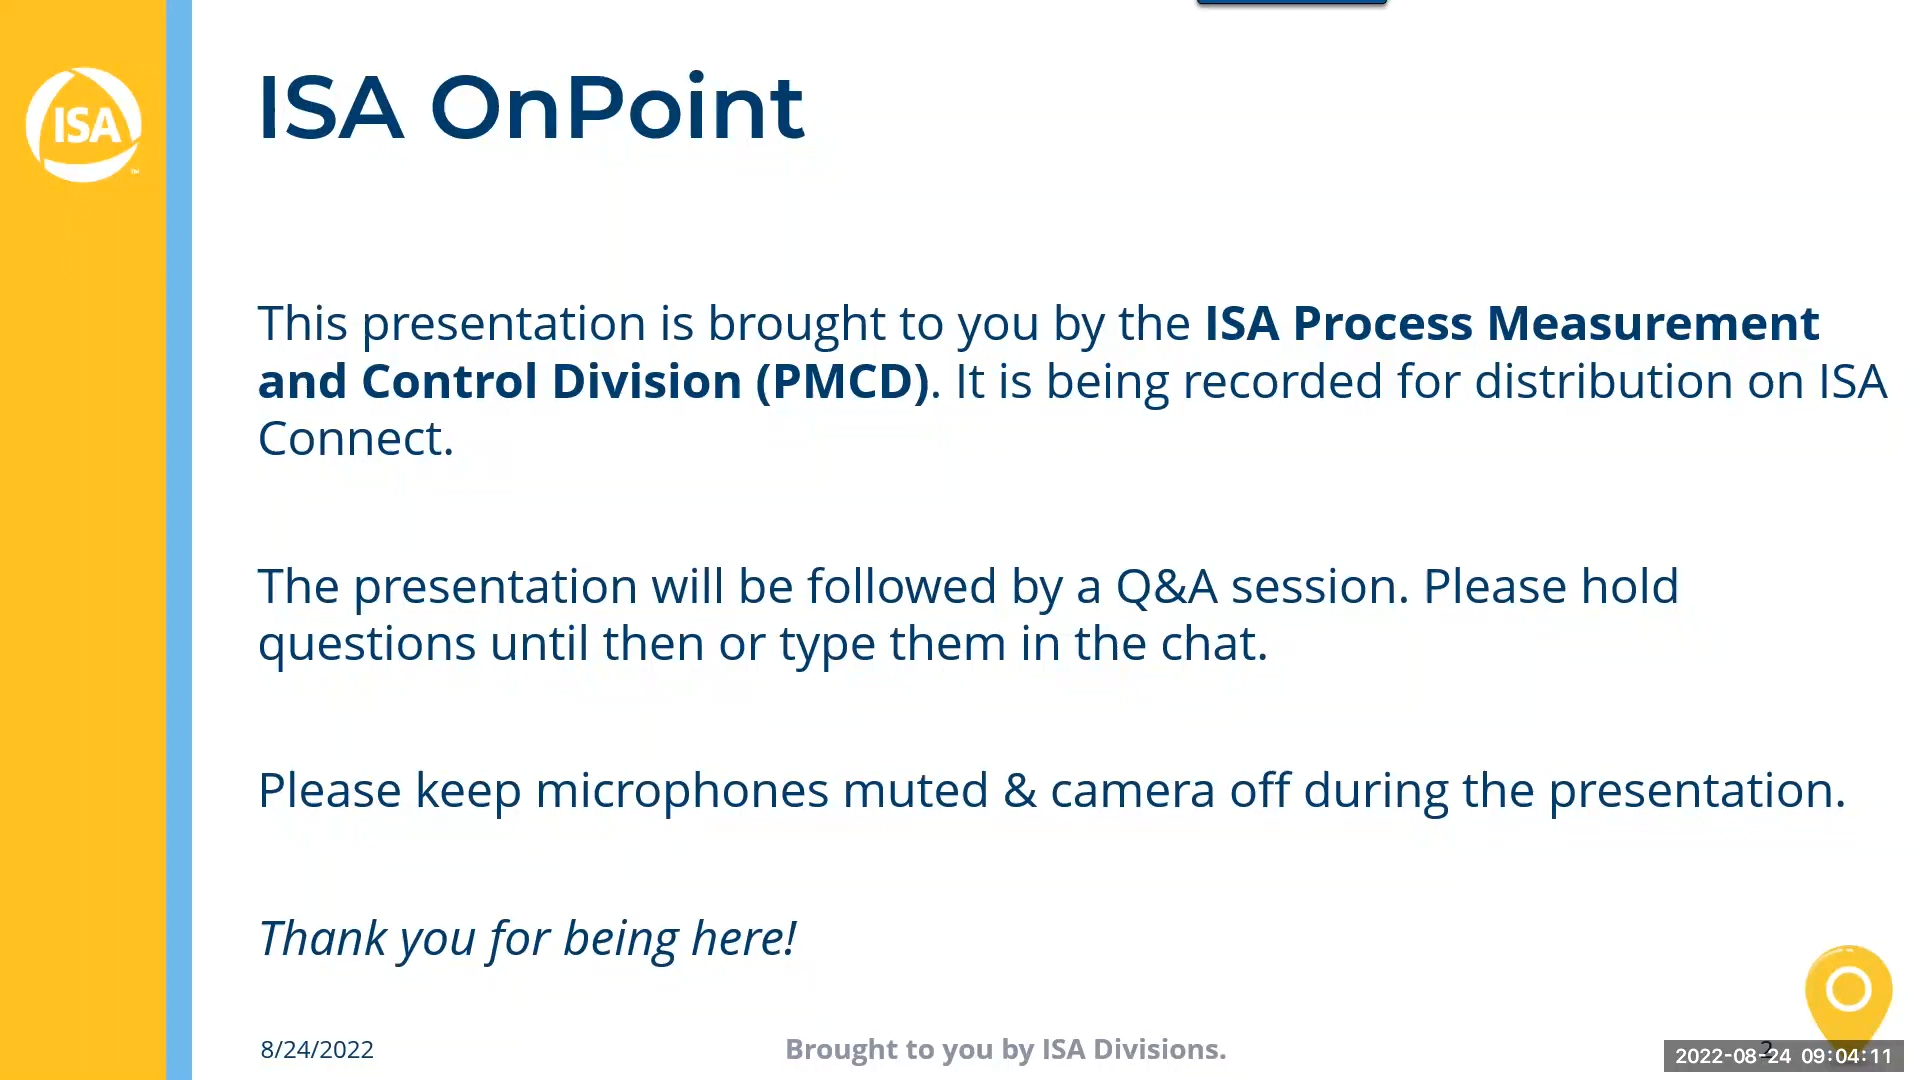 ISA
™
ISA OnPoint
This presentation is brought to you by the ISA Process Measurement
and Control Division (PMCD). It is being recorded for distribution on ISA
Connect.
The presentation will be followed by a Q&A session. Please hold
questions until then or type them in the chat.
Please keep microphones muted & camera off during the presentation.
Thank you for being here!
8/24/2022
Brought to you by ISA Divisions.
2
2022-08-24 09:04:11